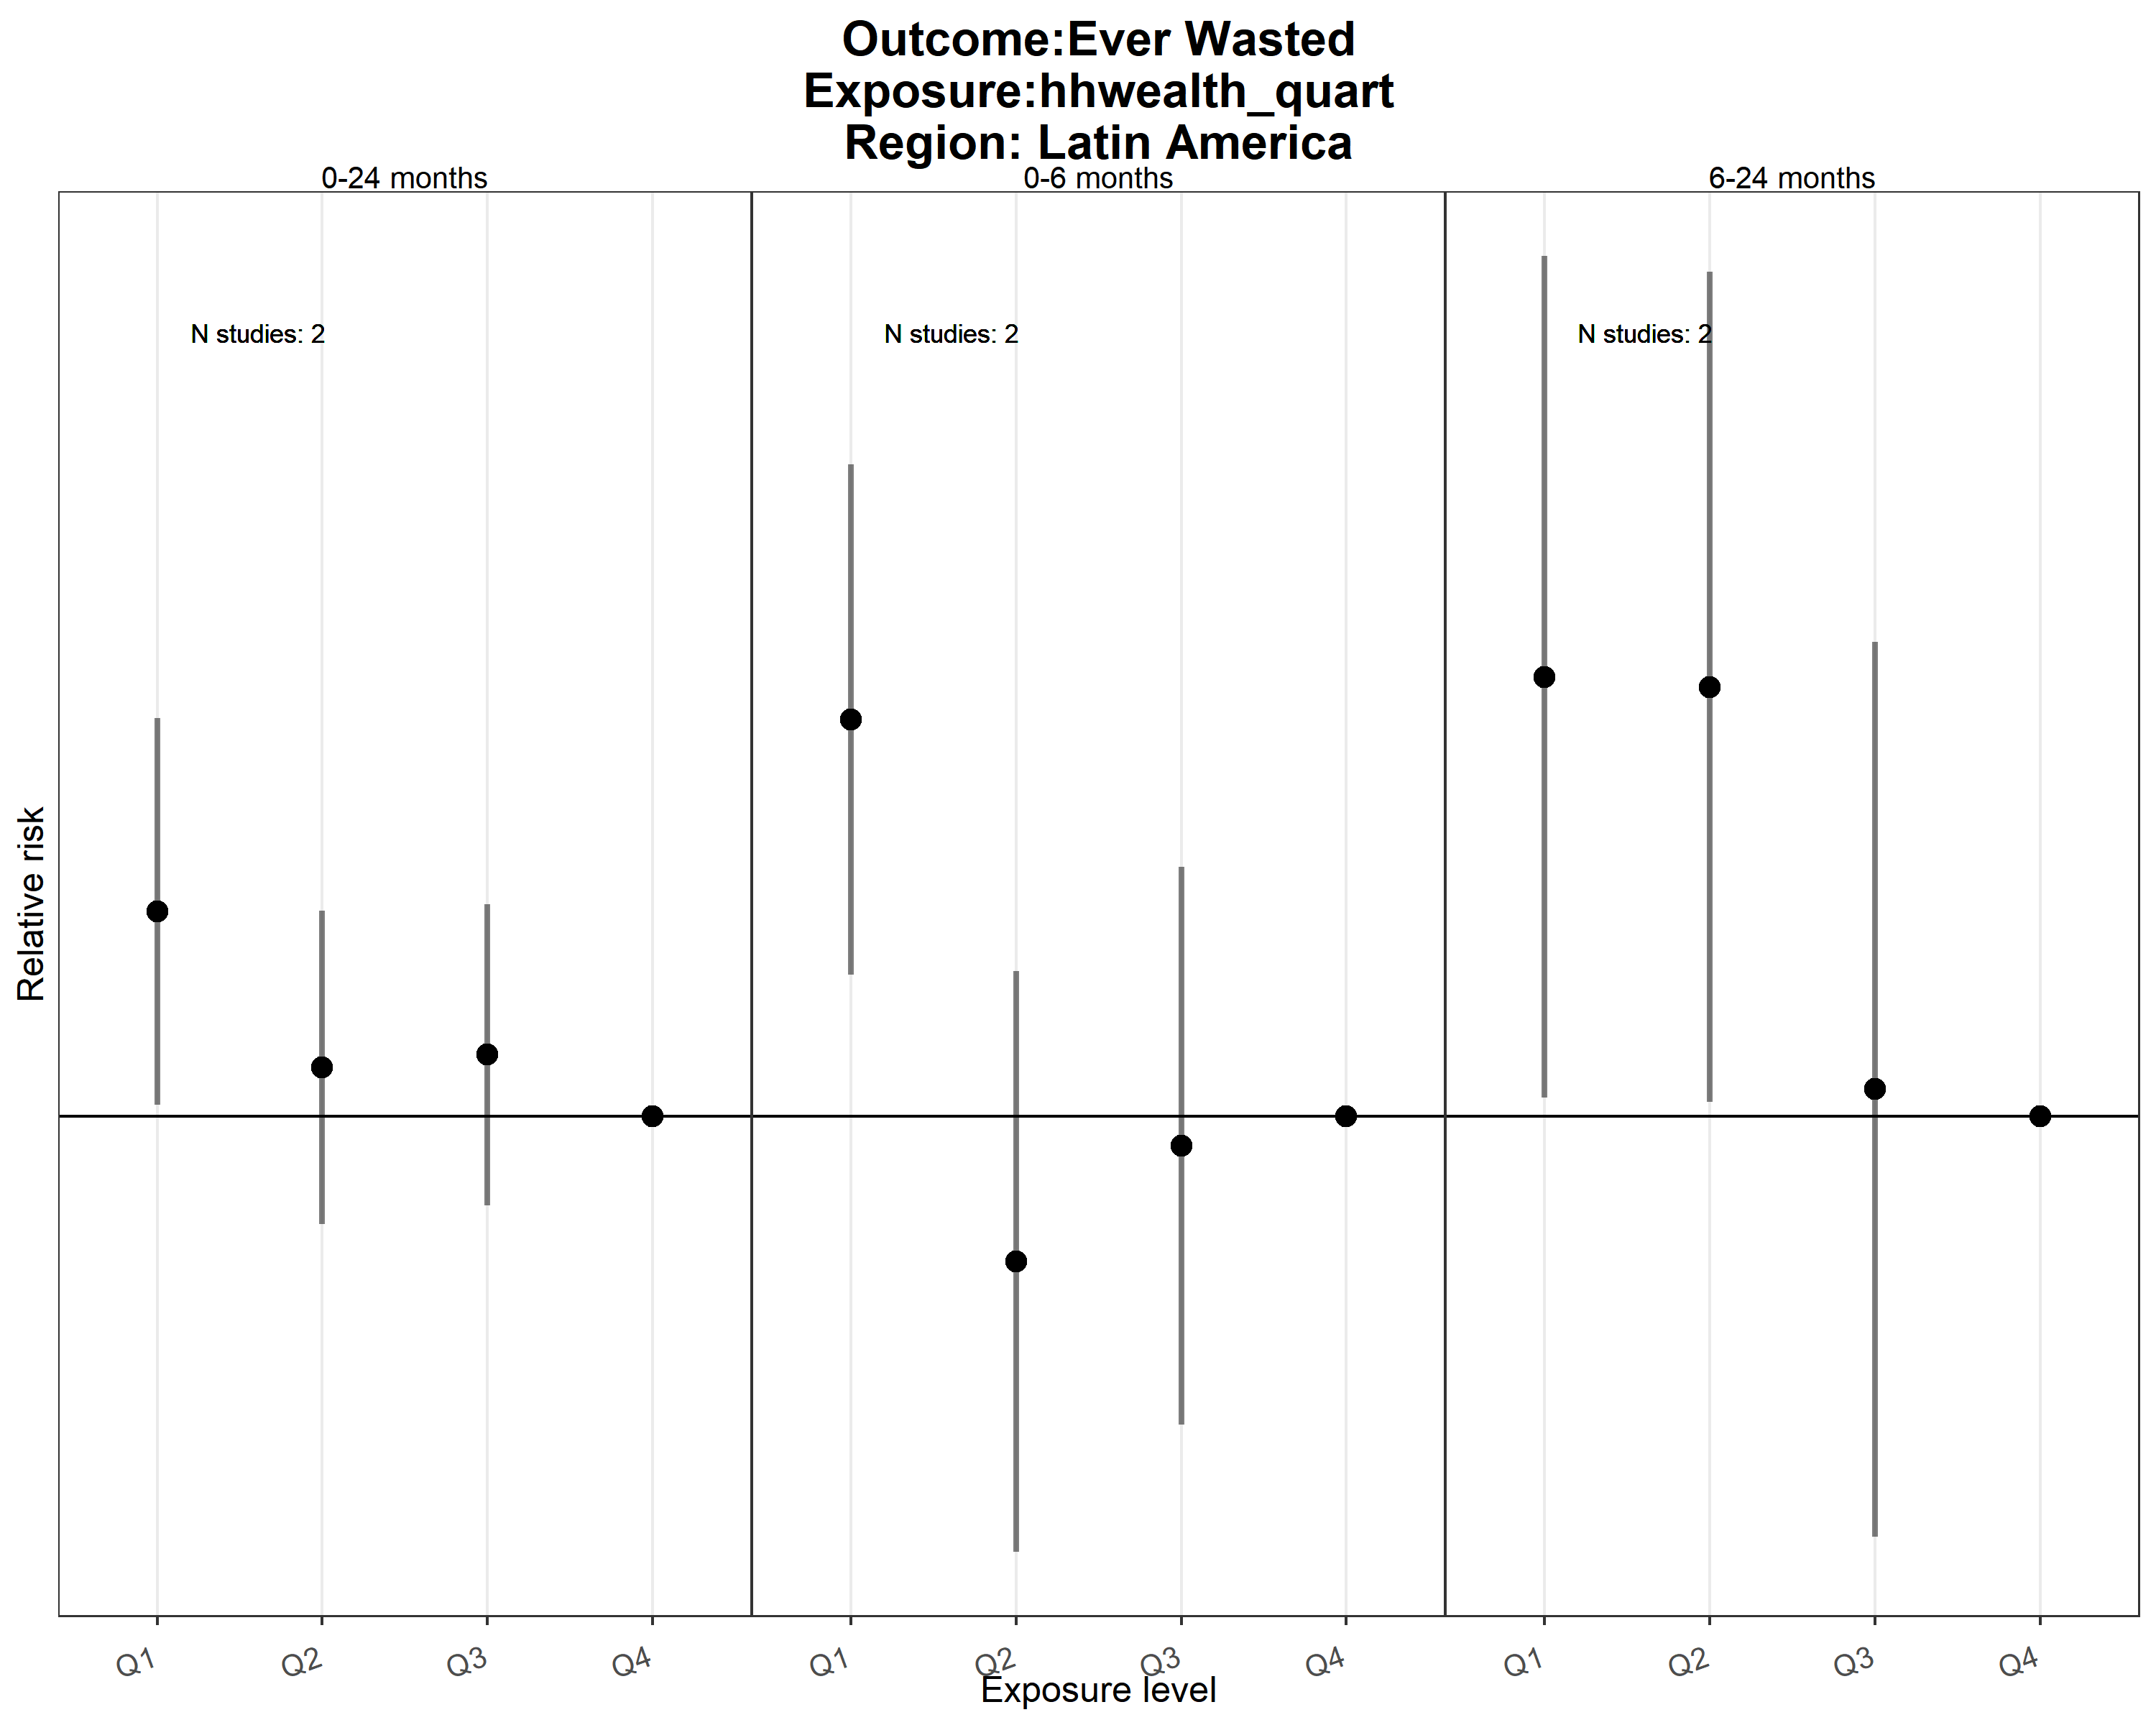 Outcome:Ever Wasted
Exposure:hhwealth_quart
Region: Latin America
0-24 months
0-6 months
6-24 months
N studies: 2
N studies: 2
N studies: 2
Relative risk
Q1
Q2
Q3
Q4
Q1
Q2
Q3
Q4
Q1
Q2
Q3
Q4
Exposure level